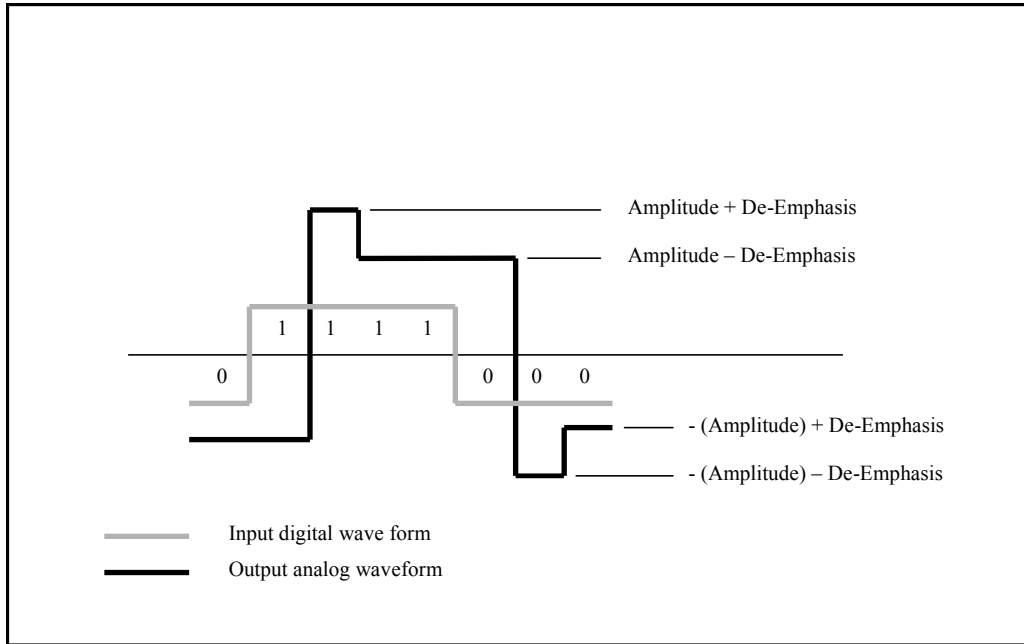 Amplitude + De-Emphasis
Amplitude – De-Emphasis
1 1 1 1
0 0 0 0
- (Amplitude) + De-Emphasis
- (Amplitude) – De-Emphasis
Input digital wave form
Output analog waveform